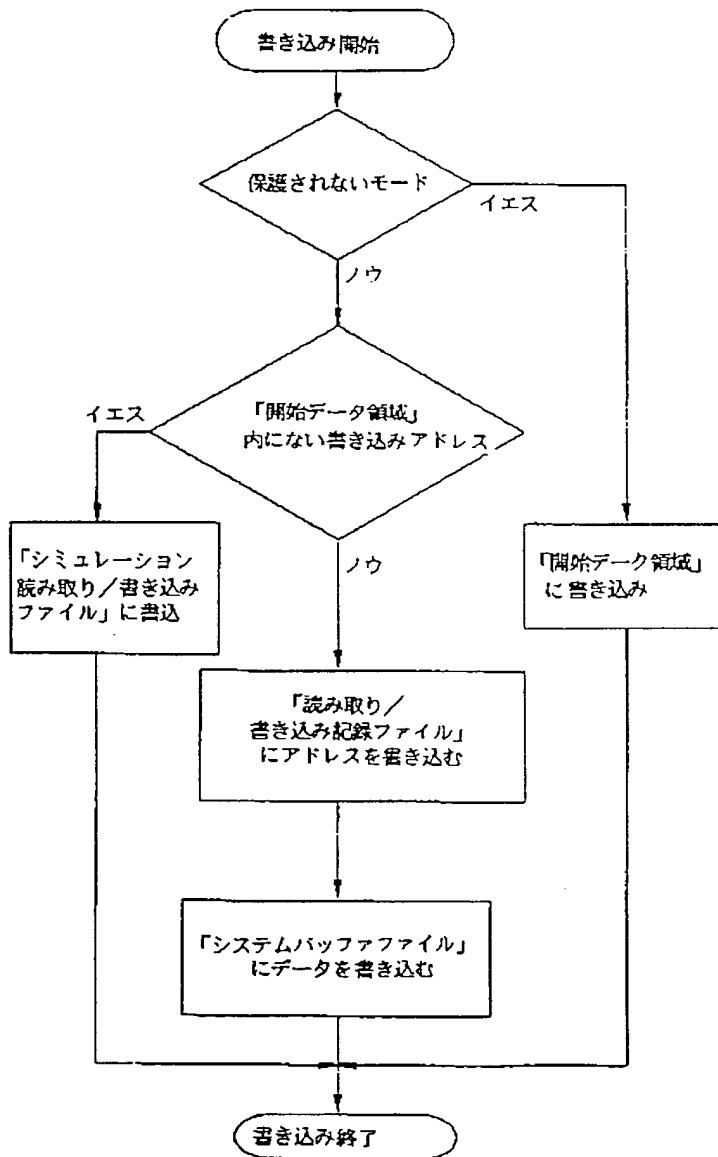 書き込み開始
保護されないモード
イエス
ノウ
イエス
「開始データ領域」
内にない書き込みアドレス
「シミュレーション
読み取り/書き込み
ファイル」に書込
ノウ
「開始データ領域」
に書き込み
「読み取り/
書き込み記録ファイル」
にアドレスを書き込む
「システムバッファファイル」
にデータを書き込む
書き込み終了